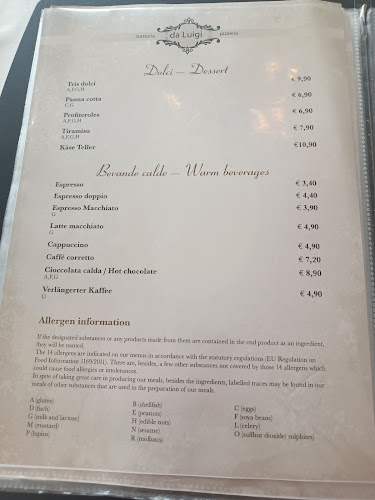 trattoria da Luigi pizzeria
Dolci – Dessert
Tris dolci € 9,90
A,F,G,H
Panna cotta € 6,90
C,G
Profiteroles € 6,90
A,F,G,H
Tiramisu € 7,90
A,F,G,H
Käse Teller €10,90
Bevande calde – Warm beverages
Espresso € 3,40
Espresso doppio € 4,40
Espresso Macchiato € 3,90
G
Latte macchiato € 4,90
G
Cappuccino € 4,90
Caffè corretto € 7,20
Cioccolata calda / Hot chocolate € 8,90
A,F,G
Verlängerter Kaffee € 4,90
G
Allergen information
If the designated substances or any products made from there are contained in the end product as an ingredient,
they will be named.
The 14 allergens are indicated on our menus in accordance with the statutory regulations (EU Regulation on
Food Information 1169/2011). There are, besides, a few other substances not covered by those 14 allergens which
could cause food allergies or intolerances.
In spite of taking great care in producing our meals, besides the ingredients, labelled traces may be found in our
meals of other substances that are used in the preparation of our meals.
A (gluten) B (shellfish) C (eggs)
D (fisch) E (peanuts) F (soya beans)
G (milk and lactose) H (edible nuts) L (celery)
M (mustard) N (sesame) O (sulfhur dioxide/ sulphites)
P (lupins) R (molluscs)